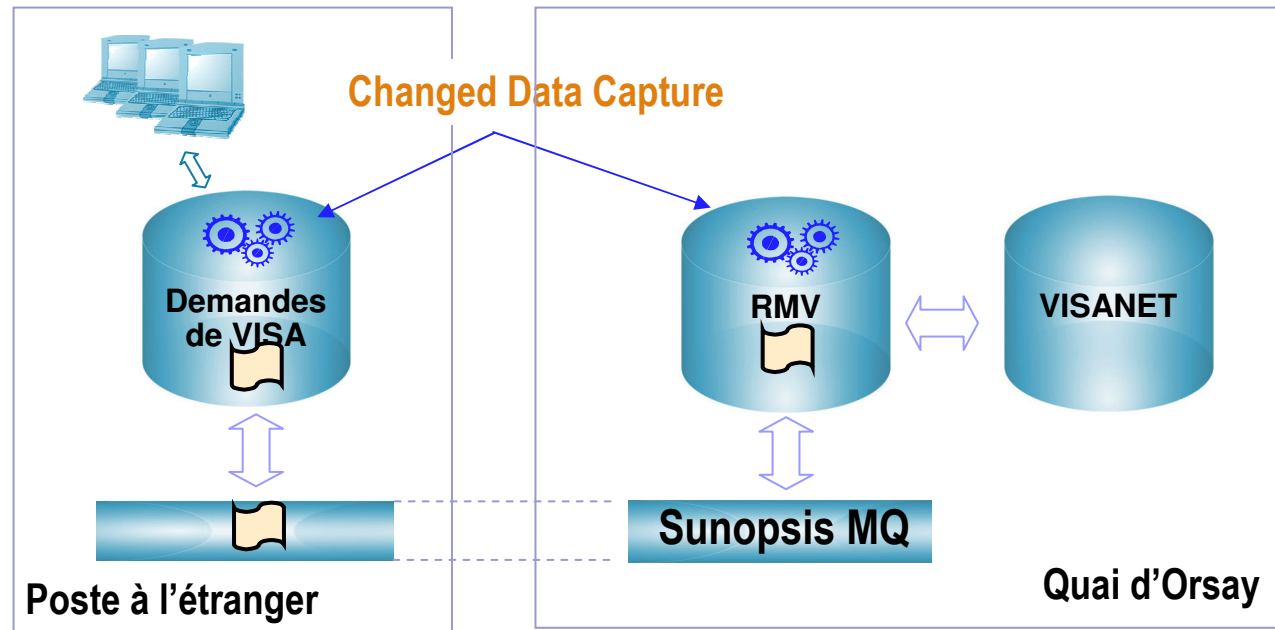 Changed Data Capture
Demandes
de VISA
RMV
VISANET
Sunopsis MQ
Poste à l’étranger
Quai d’Orsay